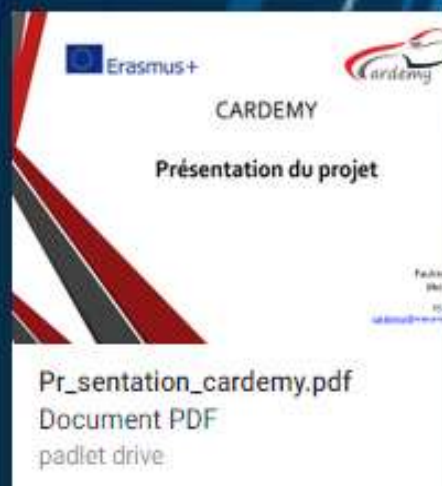 Erasmus+
Cardemy
CARDEMY
Présentation du projet
Pr_sentation_cardemy.pdf
Document PDF
padlet drive